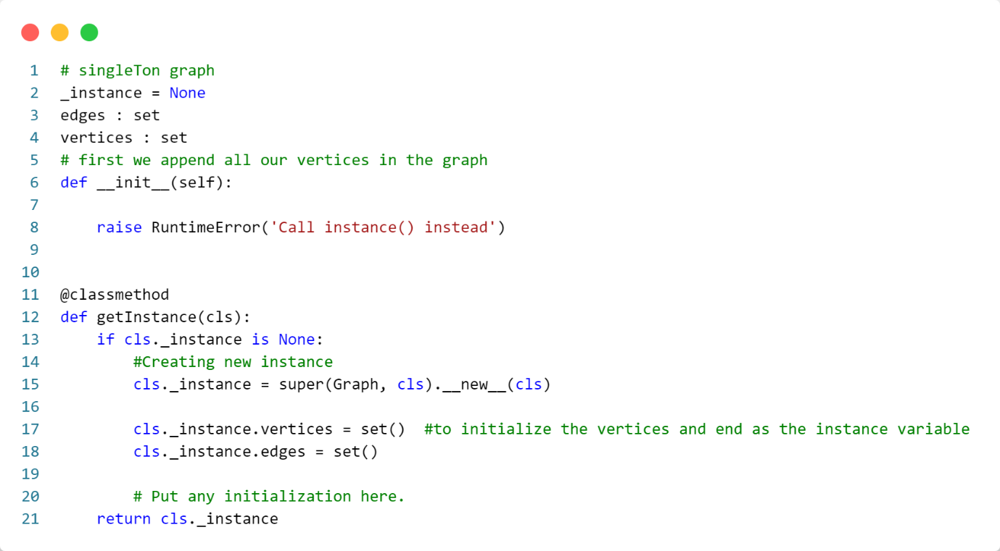 1 # singleTon graph
2 _instance = None
3 edges : set
4 vertices : set
5 # first we append all our vertices in the graph
6 def __init__(self):
7
8     raise RuntimeError('Call instance() instead')
9
10
11 @classmethod
12 def getInstance(cls):
13     if cls._instance is None:
14         #Creating new instance
15         cls._instance = super(Graph, cls).__new__(cls)
16
17         cls._instance.vertices = set()  #to initialize the vertices and end as the instance variable
18         cls._instance.edges = set()
19
20         # Put any initialization here.
21     return cls._instance